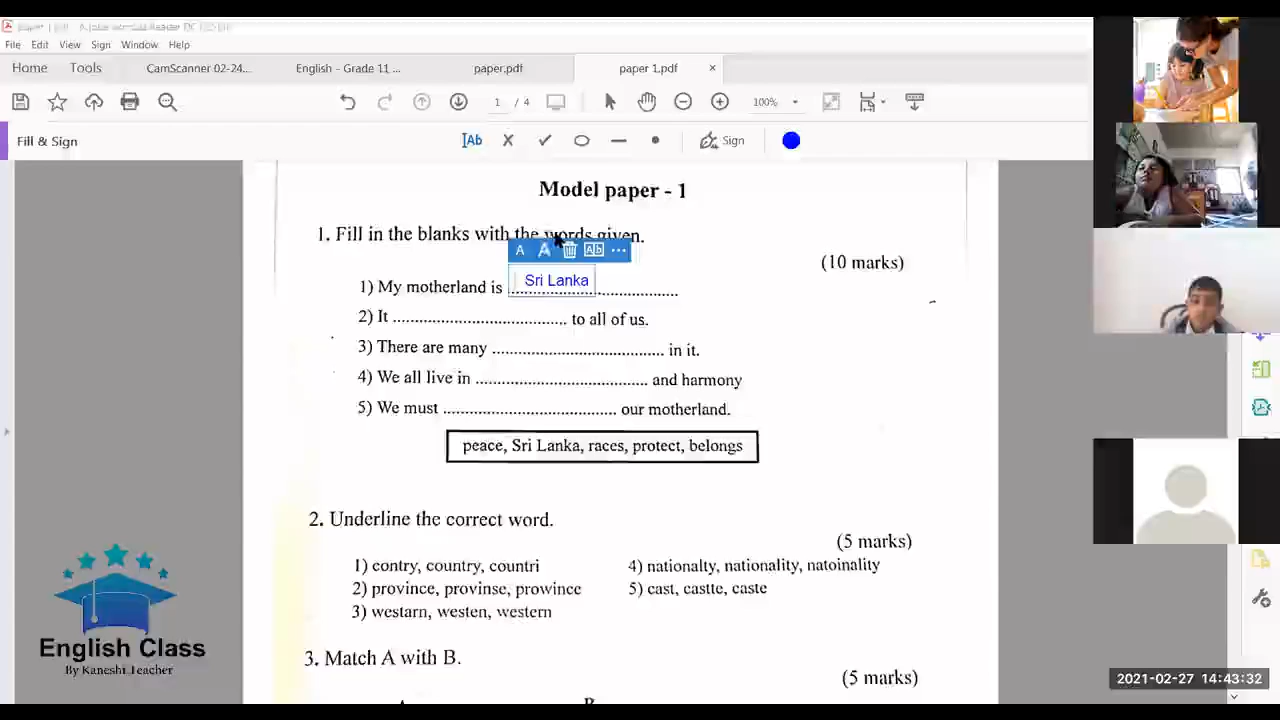 File Edit View Sign Window Help
Home Tools CamScanner 02-24... English - Grade 11 ... paper.pdf paper 1.pdf ×
1 / 4 100%
Fill & Sign Ab Sign
Model paper - 1
1. Fill in the blanks with the words given.
A A Ab ...
(10 marks)
1) My motherland is Sri Lanka ..............................
2) It ................................... to all of us.
3) There are many ................................... in it.
4) We all live in ................................... and harmony
5) We must ................................... our motherland.
peace, Sri Lanka, races, protect, belongs
2. Underline the correct word.
(5 marks)
1) contry, country, countri
2) province, provinse, prowince
3) westarn, westen, western
4) nationalty, nationality, natoinality
5) cast, castte, caste
3. Match A with B.
(5 marks)
English Class
By Kaneshi Teacher
2021-02-27 14:43:32